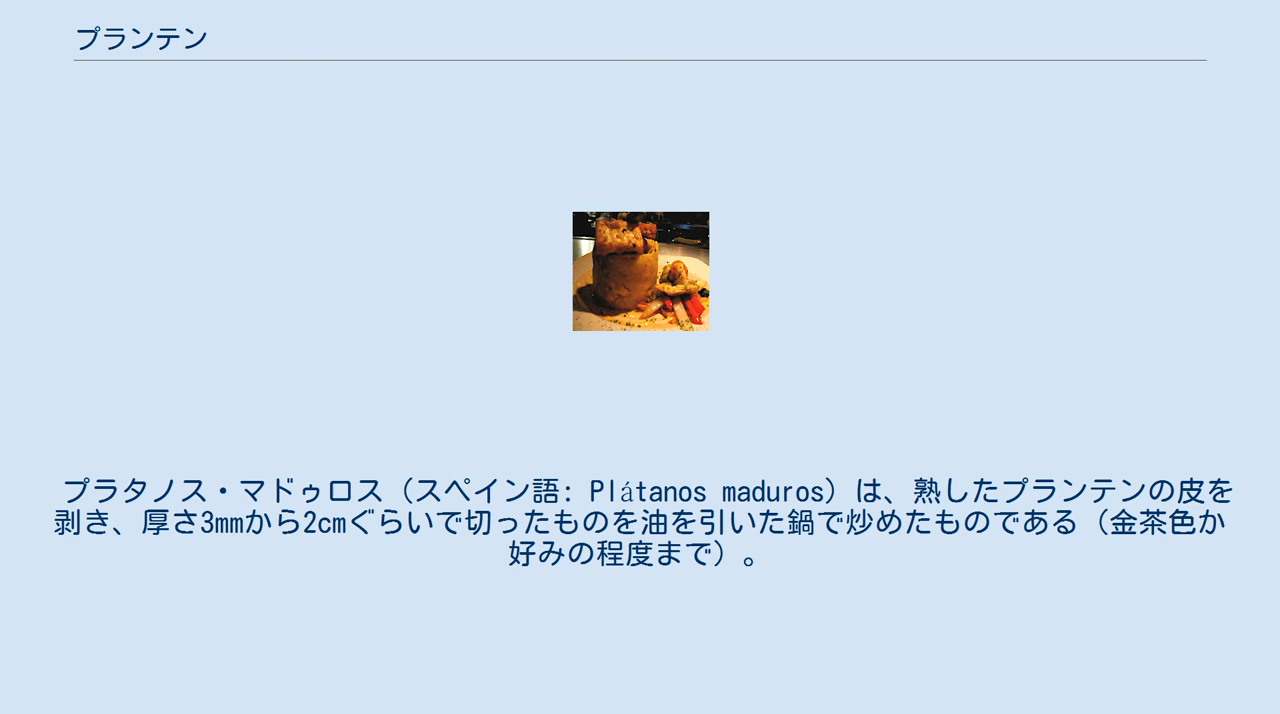 プランテン
プラタノス・マドゥロス（スペイン語: Plátanos maduros）は、熟したプランテンの皮を
剥き、厚さ3mmから2cmぐらいで切ったものを油を引いた鍋で炒めたものである（金茶色か
好みの程度まで）。